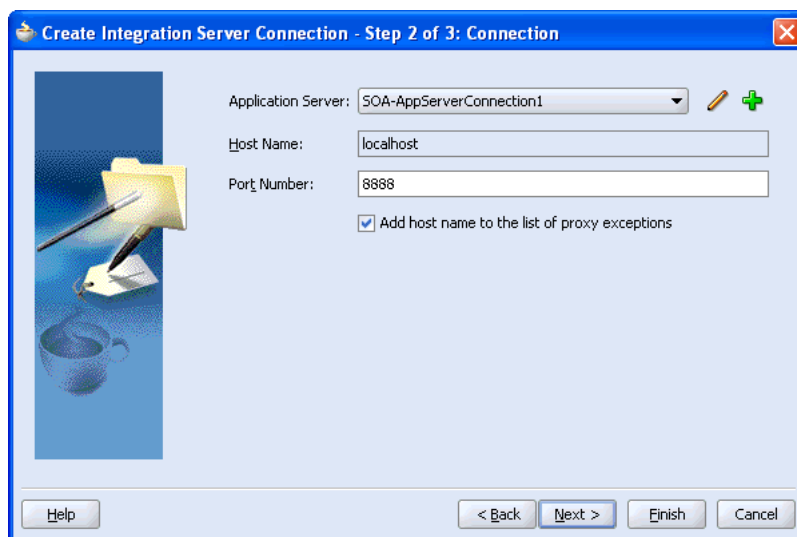 Create Integration Server Connection - Step 2 of 3: Connection
Application Server: SOA-AppServerConnection1
Host Name: localhost
Port Number: 8888
Add host name to the list of proxy exceptions
Help < Back Next > Finish Cancel